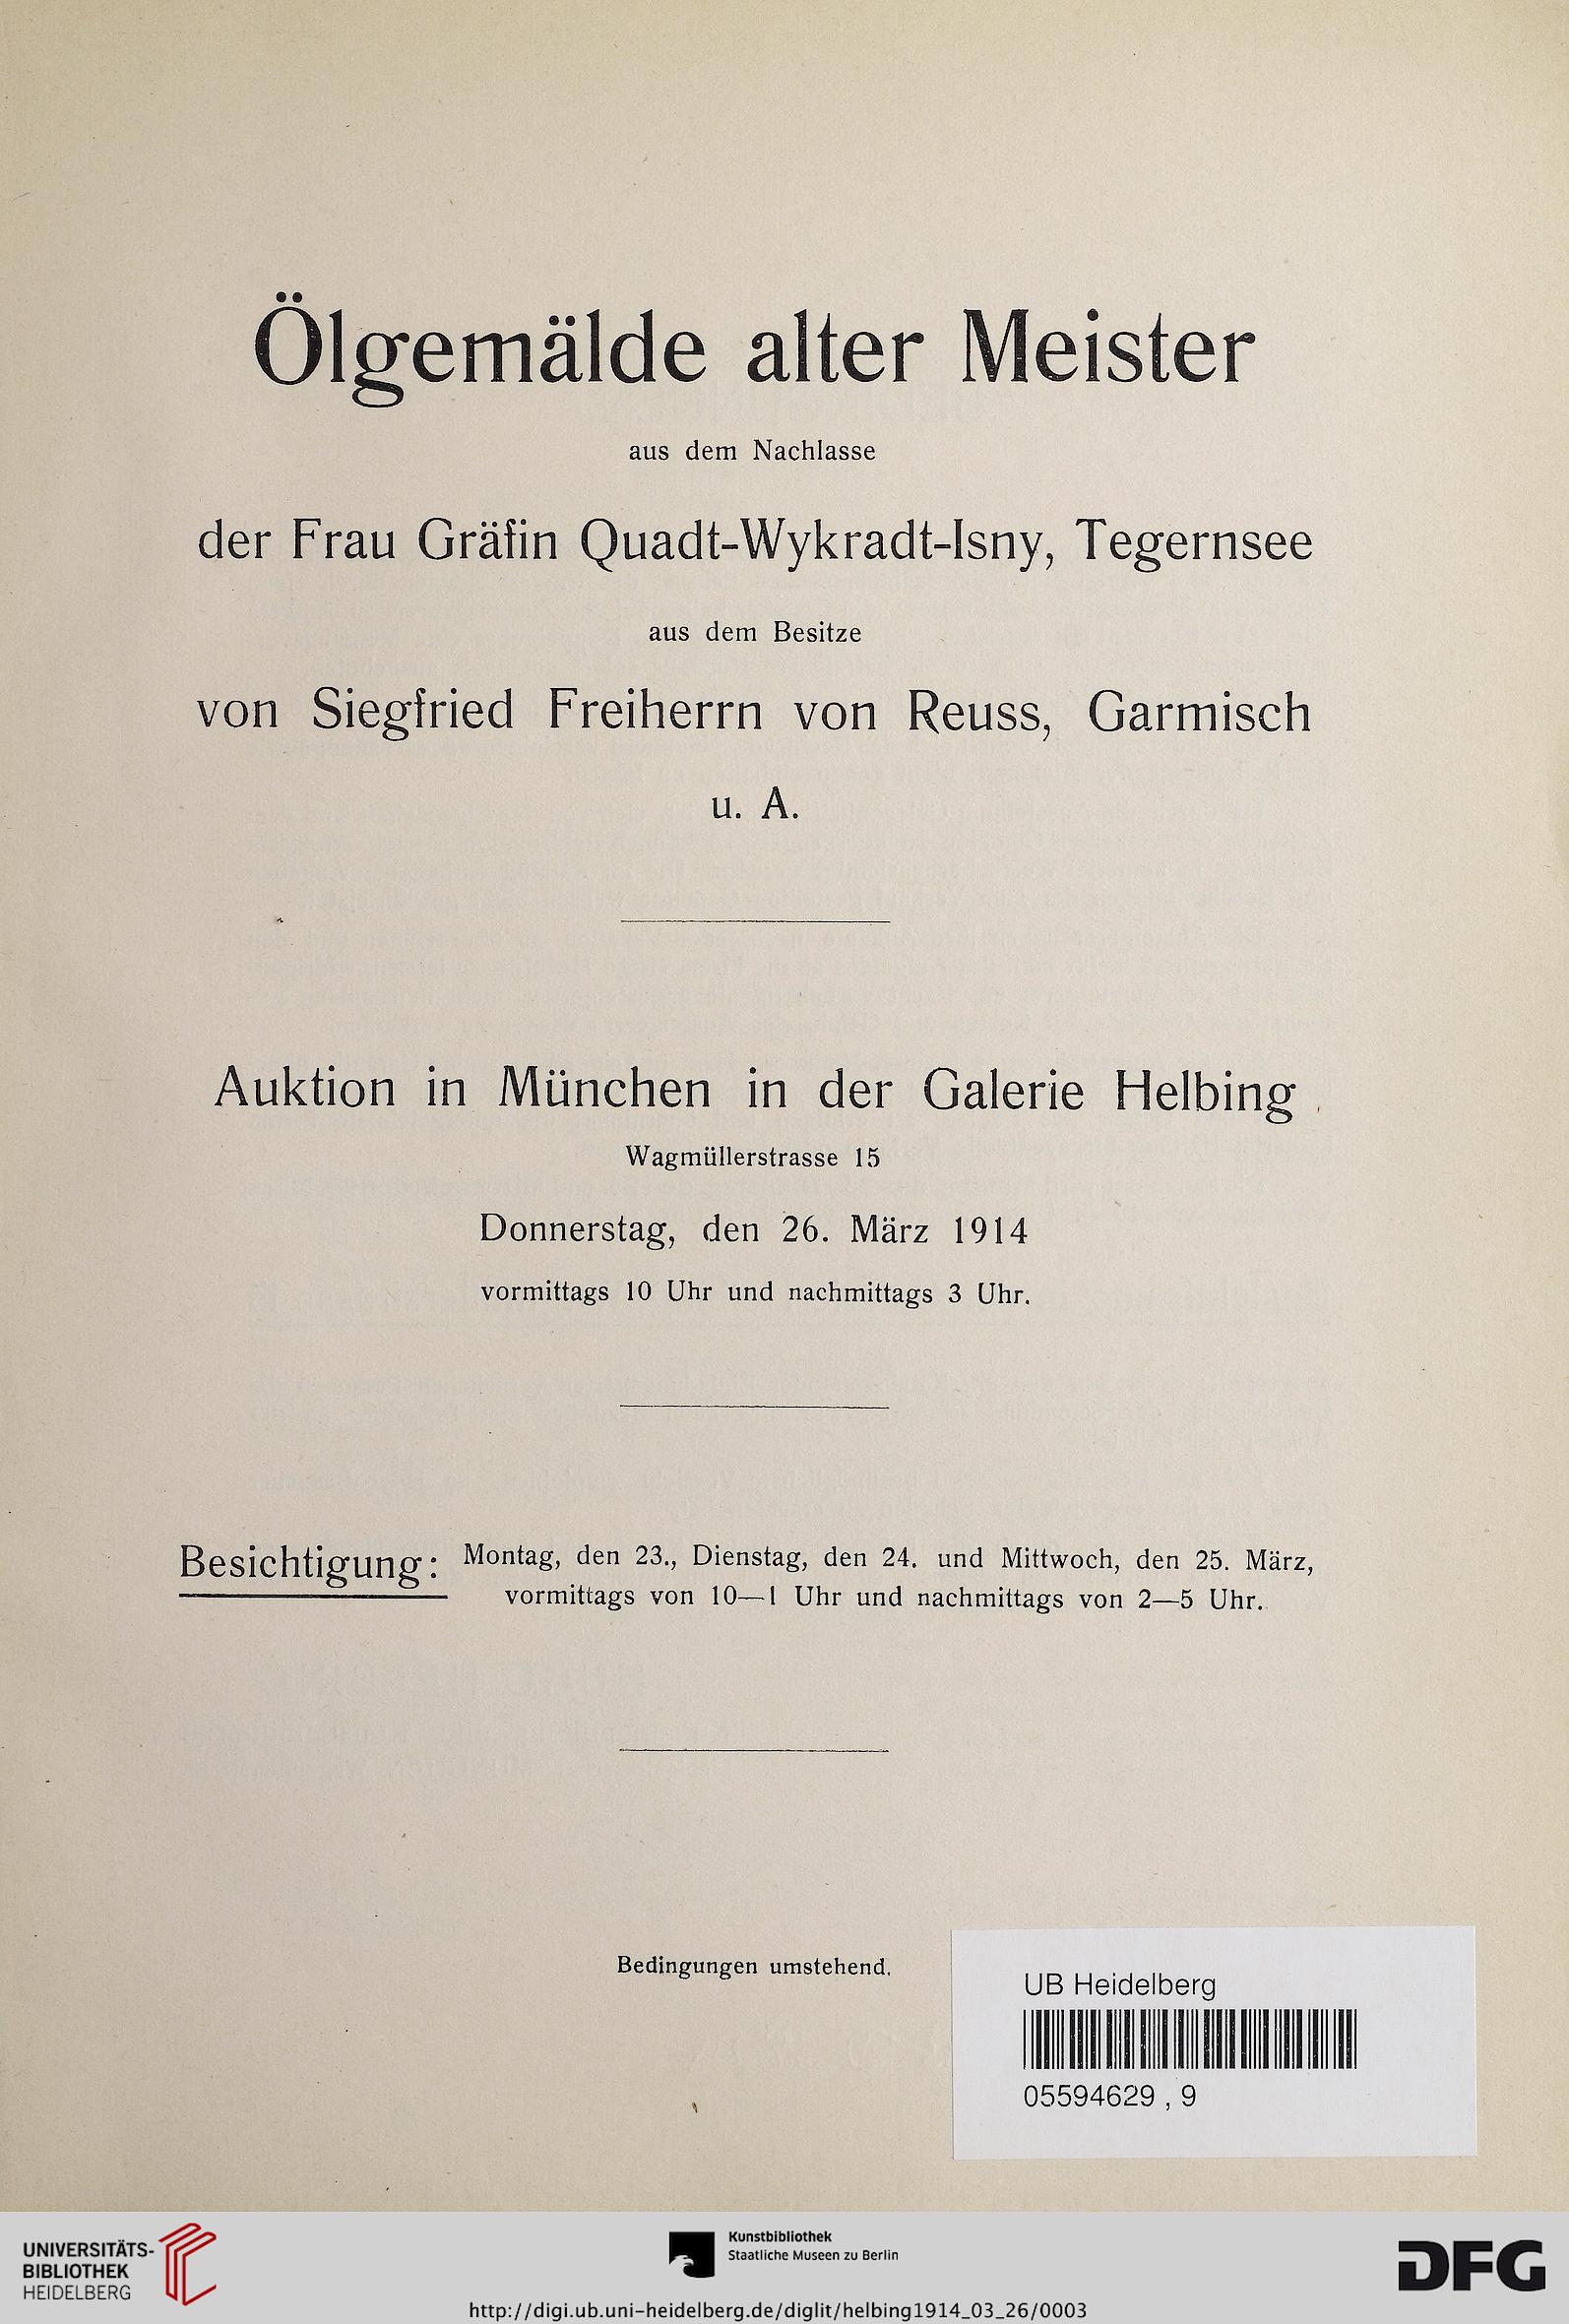 Ölgemälde alter Meister
aus dem Nachlasse
der Frau Gräfin Quadt-Wykradt-Isny, Tegernsee
aus dem Besitze
von Siegfried Freiherrn von Reuss, Garmisch
u. A.
Auktion in München in der Galerie Helbing
Wagmüllerstrasse 15
Donnerstag, den 26. März 1914
vormittags 10 Uhr und nachmittags 3 Uhr.
Besichtigung: Montag, den 23., Dienstag, den 24. und Mittwoch, den 25. März,
vormittags von 10—1 Uhr und nachmittags von 2—5 Uhr.
Bedingungen umstehend.
UB Heidelberg
05594629 , 9
UNIVERSITÄTS-
BIBLIOTHEK
HEIDELBERG
Kunstbibliothek
Staatliche Museen zu Berlin
DFG
http://digi.ub.uni-heidelberg.de/diglit/helbing1914_03_26/0003